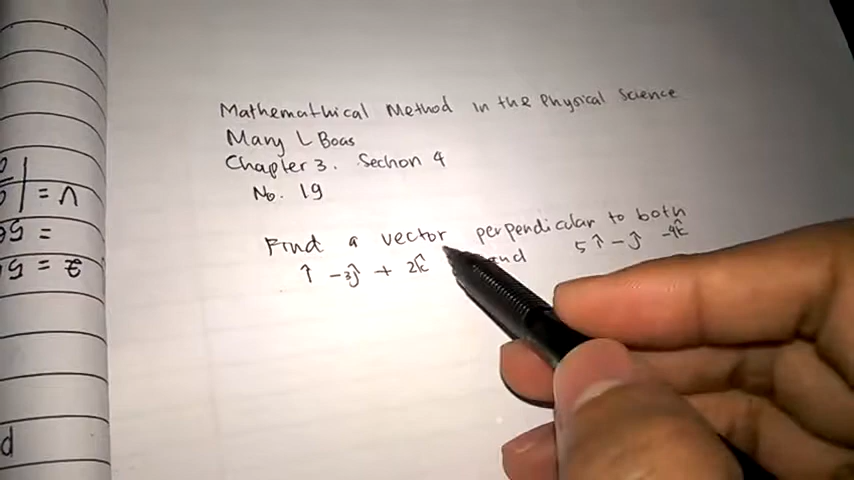 Mathemathical Method in the Physical Science
Mary L Boas
Chapter 3. Section 4
No. 19
Find a vector perpendicular to both
î - 3ĵ + 2k̂ and 5î - ĵ - 4k̂